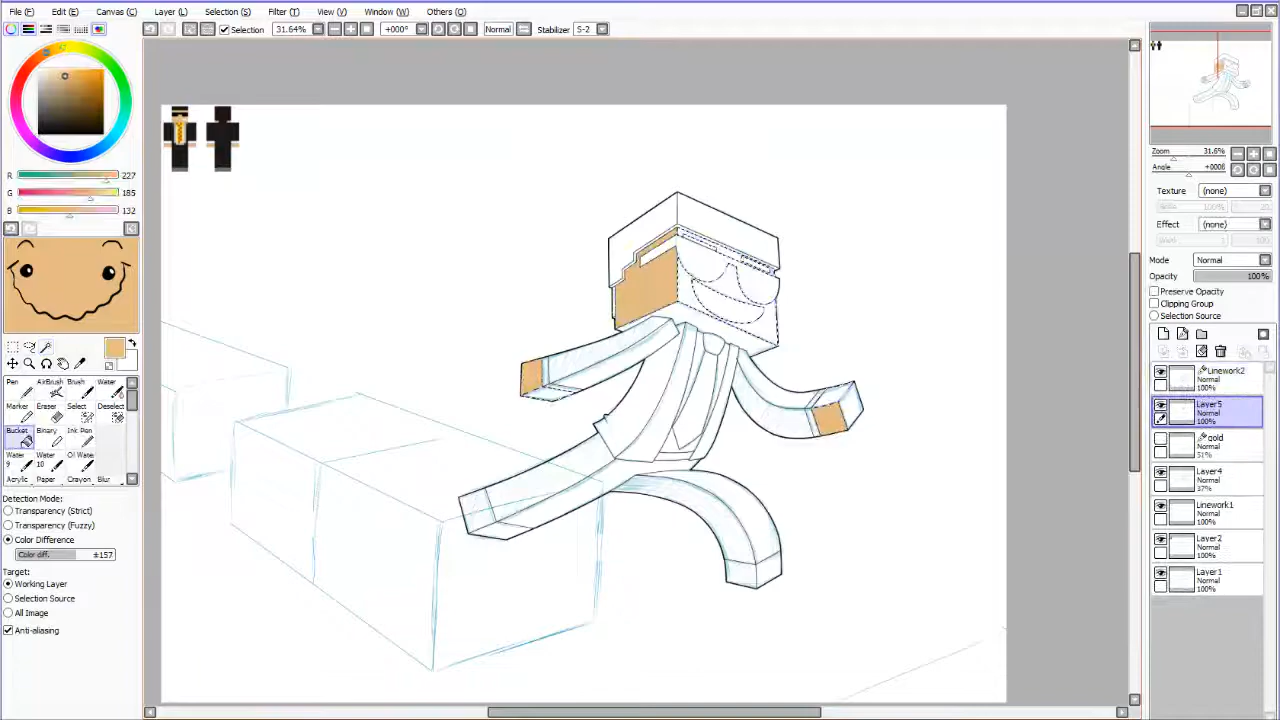 File (F) Edit (E) Canvas (C) Layer (L) Selection (S) Filter (T) View (V) Window (W) Others (O)
Selection 31.64% +000° Normal Stabilizer S-2
R 227
G 185
B 132
Pen AirBrush Brush Water
Marker Eraser Select Deselect
Bucket Binary Ink Pen
Water Water Oil Water
9 10
Acrylic Paper Crayon Blur
Detection Mode:
Transparency (Strict)
Transparency (Fuzzy)
Color Difference
Color diff. ±157
Target:
Working Layer
Selection Source
All Image
Anti-aliasing
Zoom 31.6%
Angle +000θ
Texture (none)
Effect (none)
Mode Normal
Opacity 100%
Preserve Opacity
Clipping Group
Selection Source
Linework2
Normal
100%
Layer5
Normal
100%
gold
Normal
51%
Layer4
Normal
37%
Linework1
Normal
100%
Layer2
Normal
100%
Layer1
Normal
100%